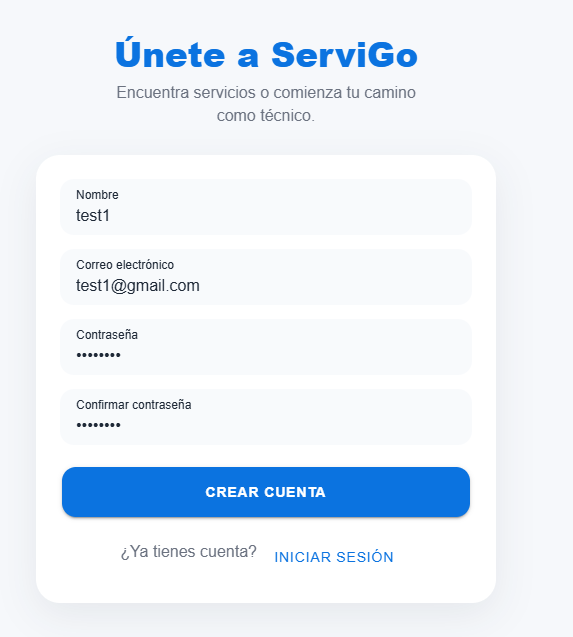 Únete a ServiGo
Encuentra servicios o comienza tu camino
como técnico.
Nombre
test1
Correo electrónico
test1@gmail.com
Contraseña
••••••••
Confirmar contraseña
••••••••
CREAR CUENTA
¿Ya tienes cuenta? INICIAR SESIÓN